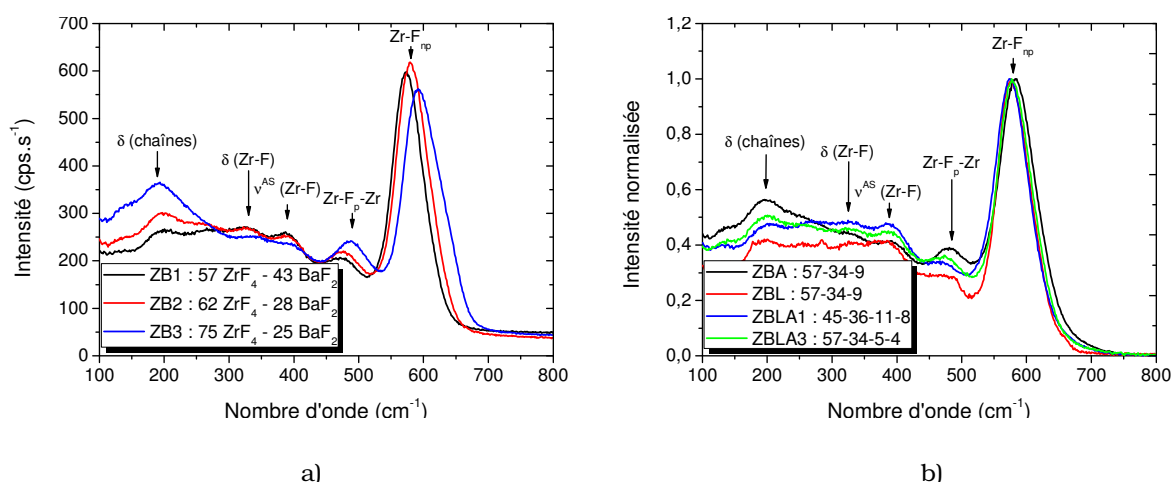 700
600
500
400
300
200
100
0
Intensité (cps.s⁻¹)
Zr-Fnp
δ (chaînes)
δ (Zr-F)
νᴬˢ (Zr-F)
Zr-Fp-Zr
ZB1 : 57 ZrF₄ - 43 BaF₂
ZB2 : 62 ZrF₄ - 28 BaF₂
ZB3 : 75 ZrF₄ - 25 BaF₂
100 200 300 400 500 600 700 800
Nombre d'onde (cm⁻¹)
a)
1,2
1,0
0,8
0,6
0,4
0,2
0,0
Intensité normalisée
Zr-Fnp
δ (chaînes)
δ (Zr-F)
νᴬˢ (Zr-F)
Zr-Fp-Zr
ZBA : 57-34-9
ZBL : 57-34-9
ZBLA1 : 45-36-11-8
ZBLA3 : 57-34-5-4
100 200 300 400 500 600 700 800
Nombre d'onde (cm⁻¹)
b)